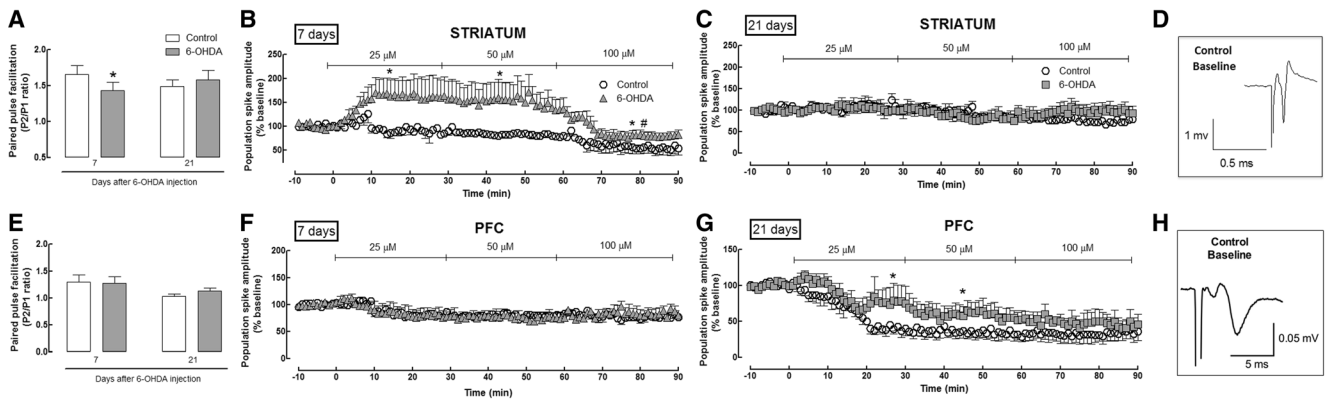 A
Control
6-OHDA
Paired pulse facilitation
(P2/P1 ratio)
2.0
1.5
1.0
0.5
*
7
21
Days after 6-OHDA injection
B
7 days
STRIATUM
25 µM
50 µM
100 µM
Population spike amplitude
(% baseline)
250
200
150
100
50
0
*
*
* #
Control
6-OHDA
-10 0 10 20 30 40 50 60 70 80 90
Time (min)
C
21 days
STRIATUM
25 µM
50 µM
100 µM
Population spike amplitude
(% baseline)
250
200
150
100
50
0
Control
6-OHDA
-10 0 10 20 30 40 50 60 70 80 90
Time (min)
D
Control
Baseline
1 mV
0.5 ms
E
Paired pulse facilitation
(P2/P1 ratio)
2.0
1.5
1.0
0.5
0.0
7
21
Days after 6-OHDA injection
F
7 days
PFC
25 µM
50 µM
100 µM
Population spike amplitude
(% baseline)
200
150
100
50
0
-10 0 10 20 30 40 50 60 70 80 90
Time (min)
G
21 days
PFC
25 µM
50 µM
100 µM
Population spike amplitude
(% baseline)
150
100
50
0
*
*
Control
6-OHDA
-10 0 10 20 30 40 50 60 70 80 90
Time (min)
H
Control
Baseline
0.05 mV
5 ms